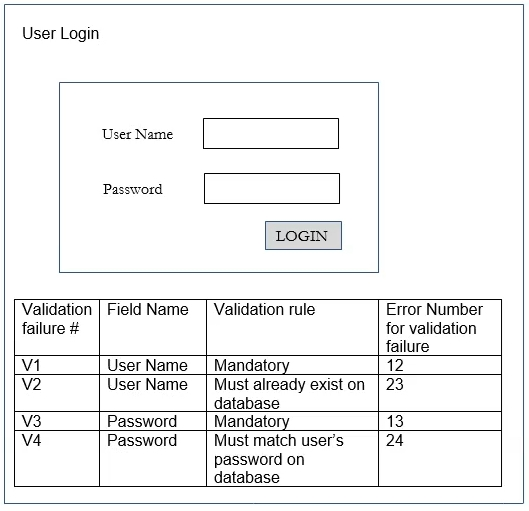 User Login
User Name
Password
LOGIN
Validation failure # Field Name Validation rule Error Number for validation failure
V1 User Name Mandatory 12
V2 User Name Must already exist on database 23
V3 Password Mandatory 13
V4 Password Must match user's password on database 24